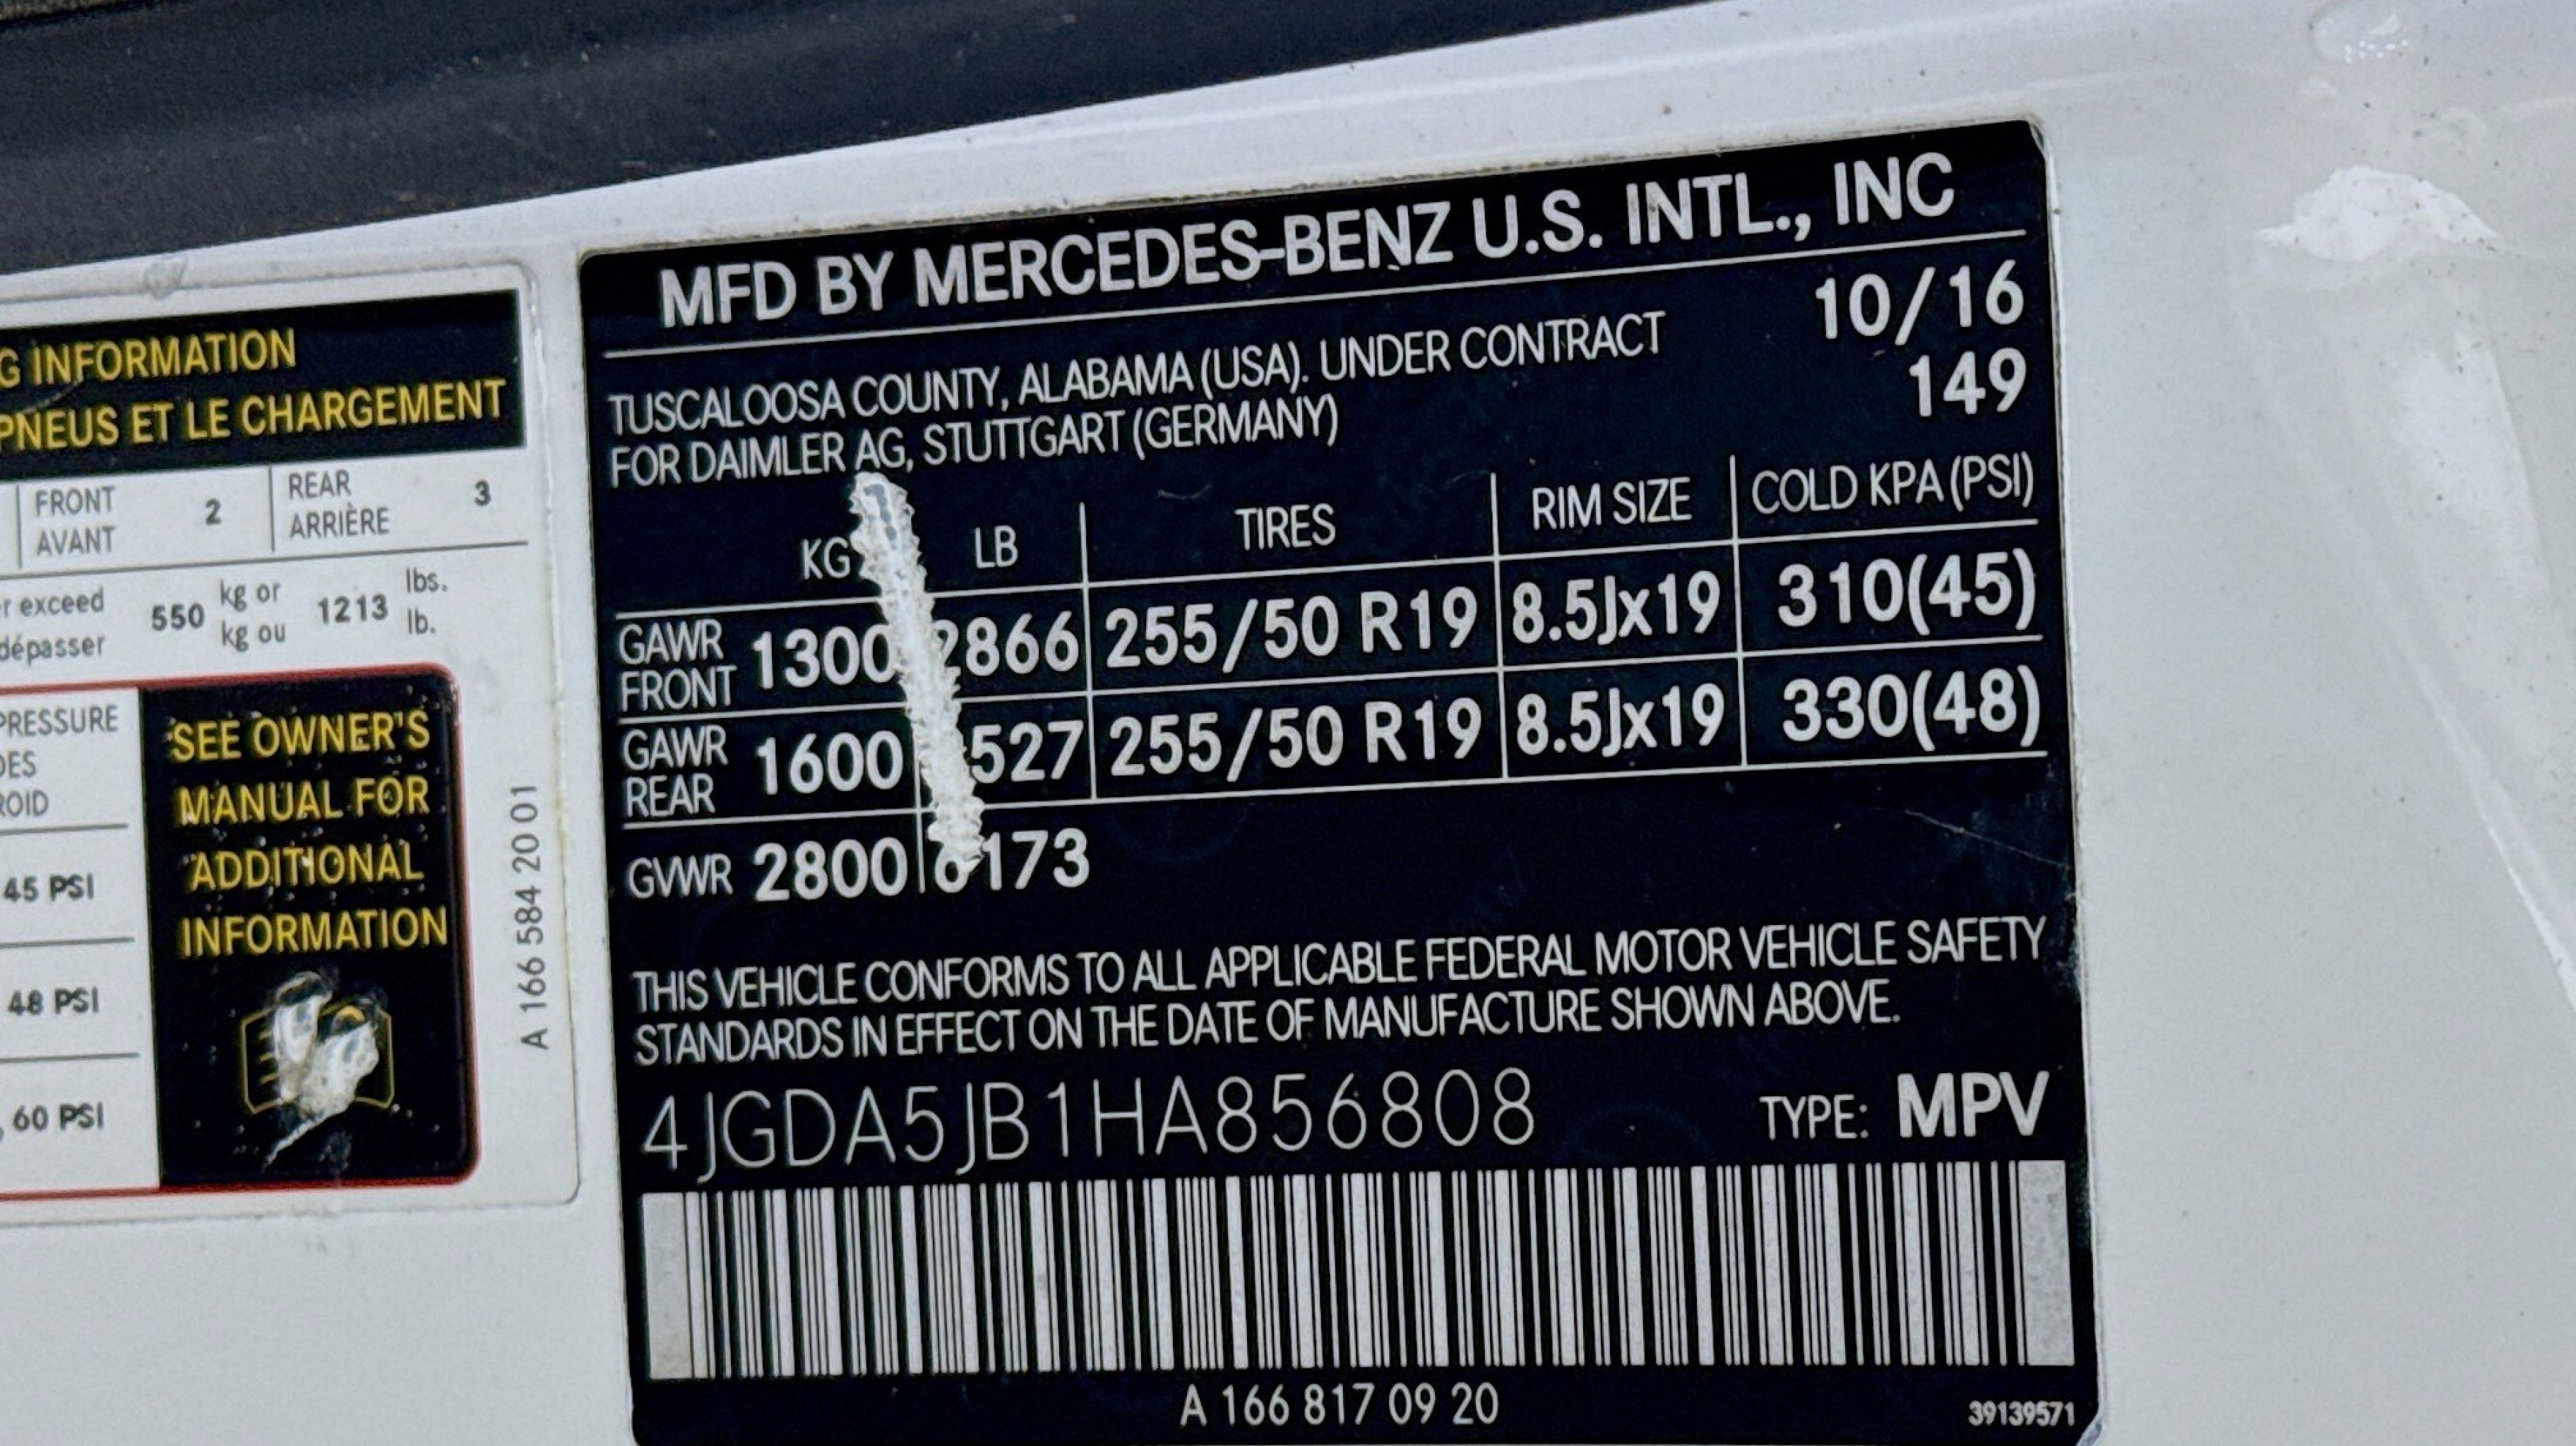 G INFORMATION
PNEUS ET LE CHARGEMENT
FRONT 2 REAR 3
AVANT ARRIÈRE
r exceed 550 kg or 1213 lbs.
dépasser kg ou lb.
PRESSURE
DES
ROID
45 PSI
48 PSI
60 PSI
SEE OWNER'S
MANUAL FOR
ADDITIONAL
INFORMATION
A 166 584 20 01
MFD BY MERCEDES-BENZ U.S. INTL., INC
TUSCALOOSA COUNTY, ALABAMA (USA). UNDER CONTRACT 10/16
FOR DAIMLER AG, STUTTGART (GERMANY) 149
KG LB TIRES RIM SIZE COLD KPA (PSI)
GAWR FRONT 1300 2866 255/50 R19 8.5Jx19 310(45)
GAWR REAR 1600 527 255/50 R19 8.5Jx19 330(48)
GVWR 2800 6173
THIS VEHICLE CONFORMS TO ALL APPLICABLE FEDERAL MOTOR VEHICLE SAFETY
STANDARDS IN EFFECT ON THE DATE OF MANUFACTURE SHOWN ABOVE.
4JGDA5JB1HA856808 TYPE: MPV
A 166 817 09 20 39139571